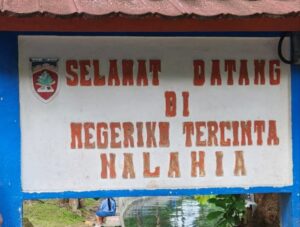 SELAMAT DATANG
DI
NEGERIKU TERCINTA
NALAHIA